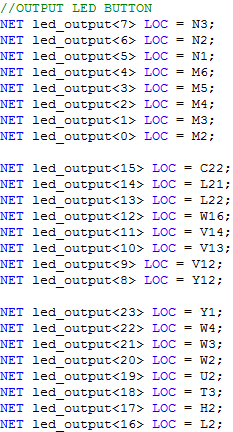 //OUTPUT LED BUTTON
NET led_output<7> LOC = N3;
NET led_output<6> LOC = N2;
NET led_output<5> LOC = N1;
NET led_output<4> LOC = M6;
NET led_output<3> LOC = M5;
NET led_output<2> LOC = M4;
NET led_output<1> LOC = M3;
NET led_output<0> LOC = M2;
NET led_output<15> LOC = C22;
NET led_output<14> LOC = L21;
NET led_output<13> LOC = L22;
NET led_output<12> LOC = W16;
NET led_output<11> LOC = V14;
NET led_output<10> LOC = V13;
NET led_output<9> LOC = V12;
NET led_output<8> LOC = Y12;
NET led_output<23> LOC = Y1;
NET led_output<22> LOC = W4;
NET led_output<21> LOC = W3;
NET led_output<20> LOC = W2;
NET led_output<19> LOC = U2;
NET led_output<18> LOC = T3;
NET led_output<17> LOC = H2;
NET led_output<16> LOC = L2;